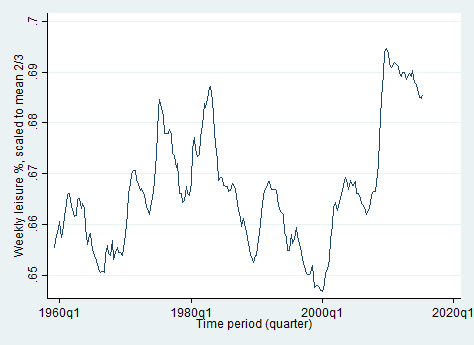 Weekly leisure %, scaled to mean 2/3
.7
.69
.68
.67
.66
.65
1960q1 1980q1 2000q1 2020q1
Time period (quarter)